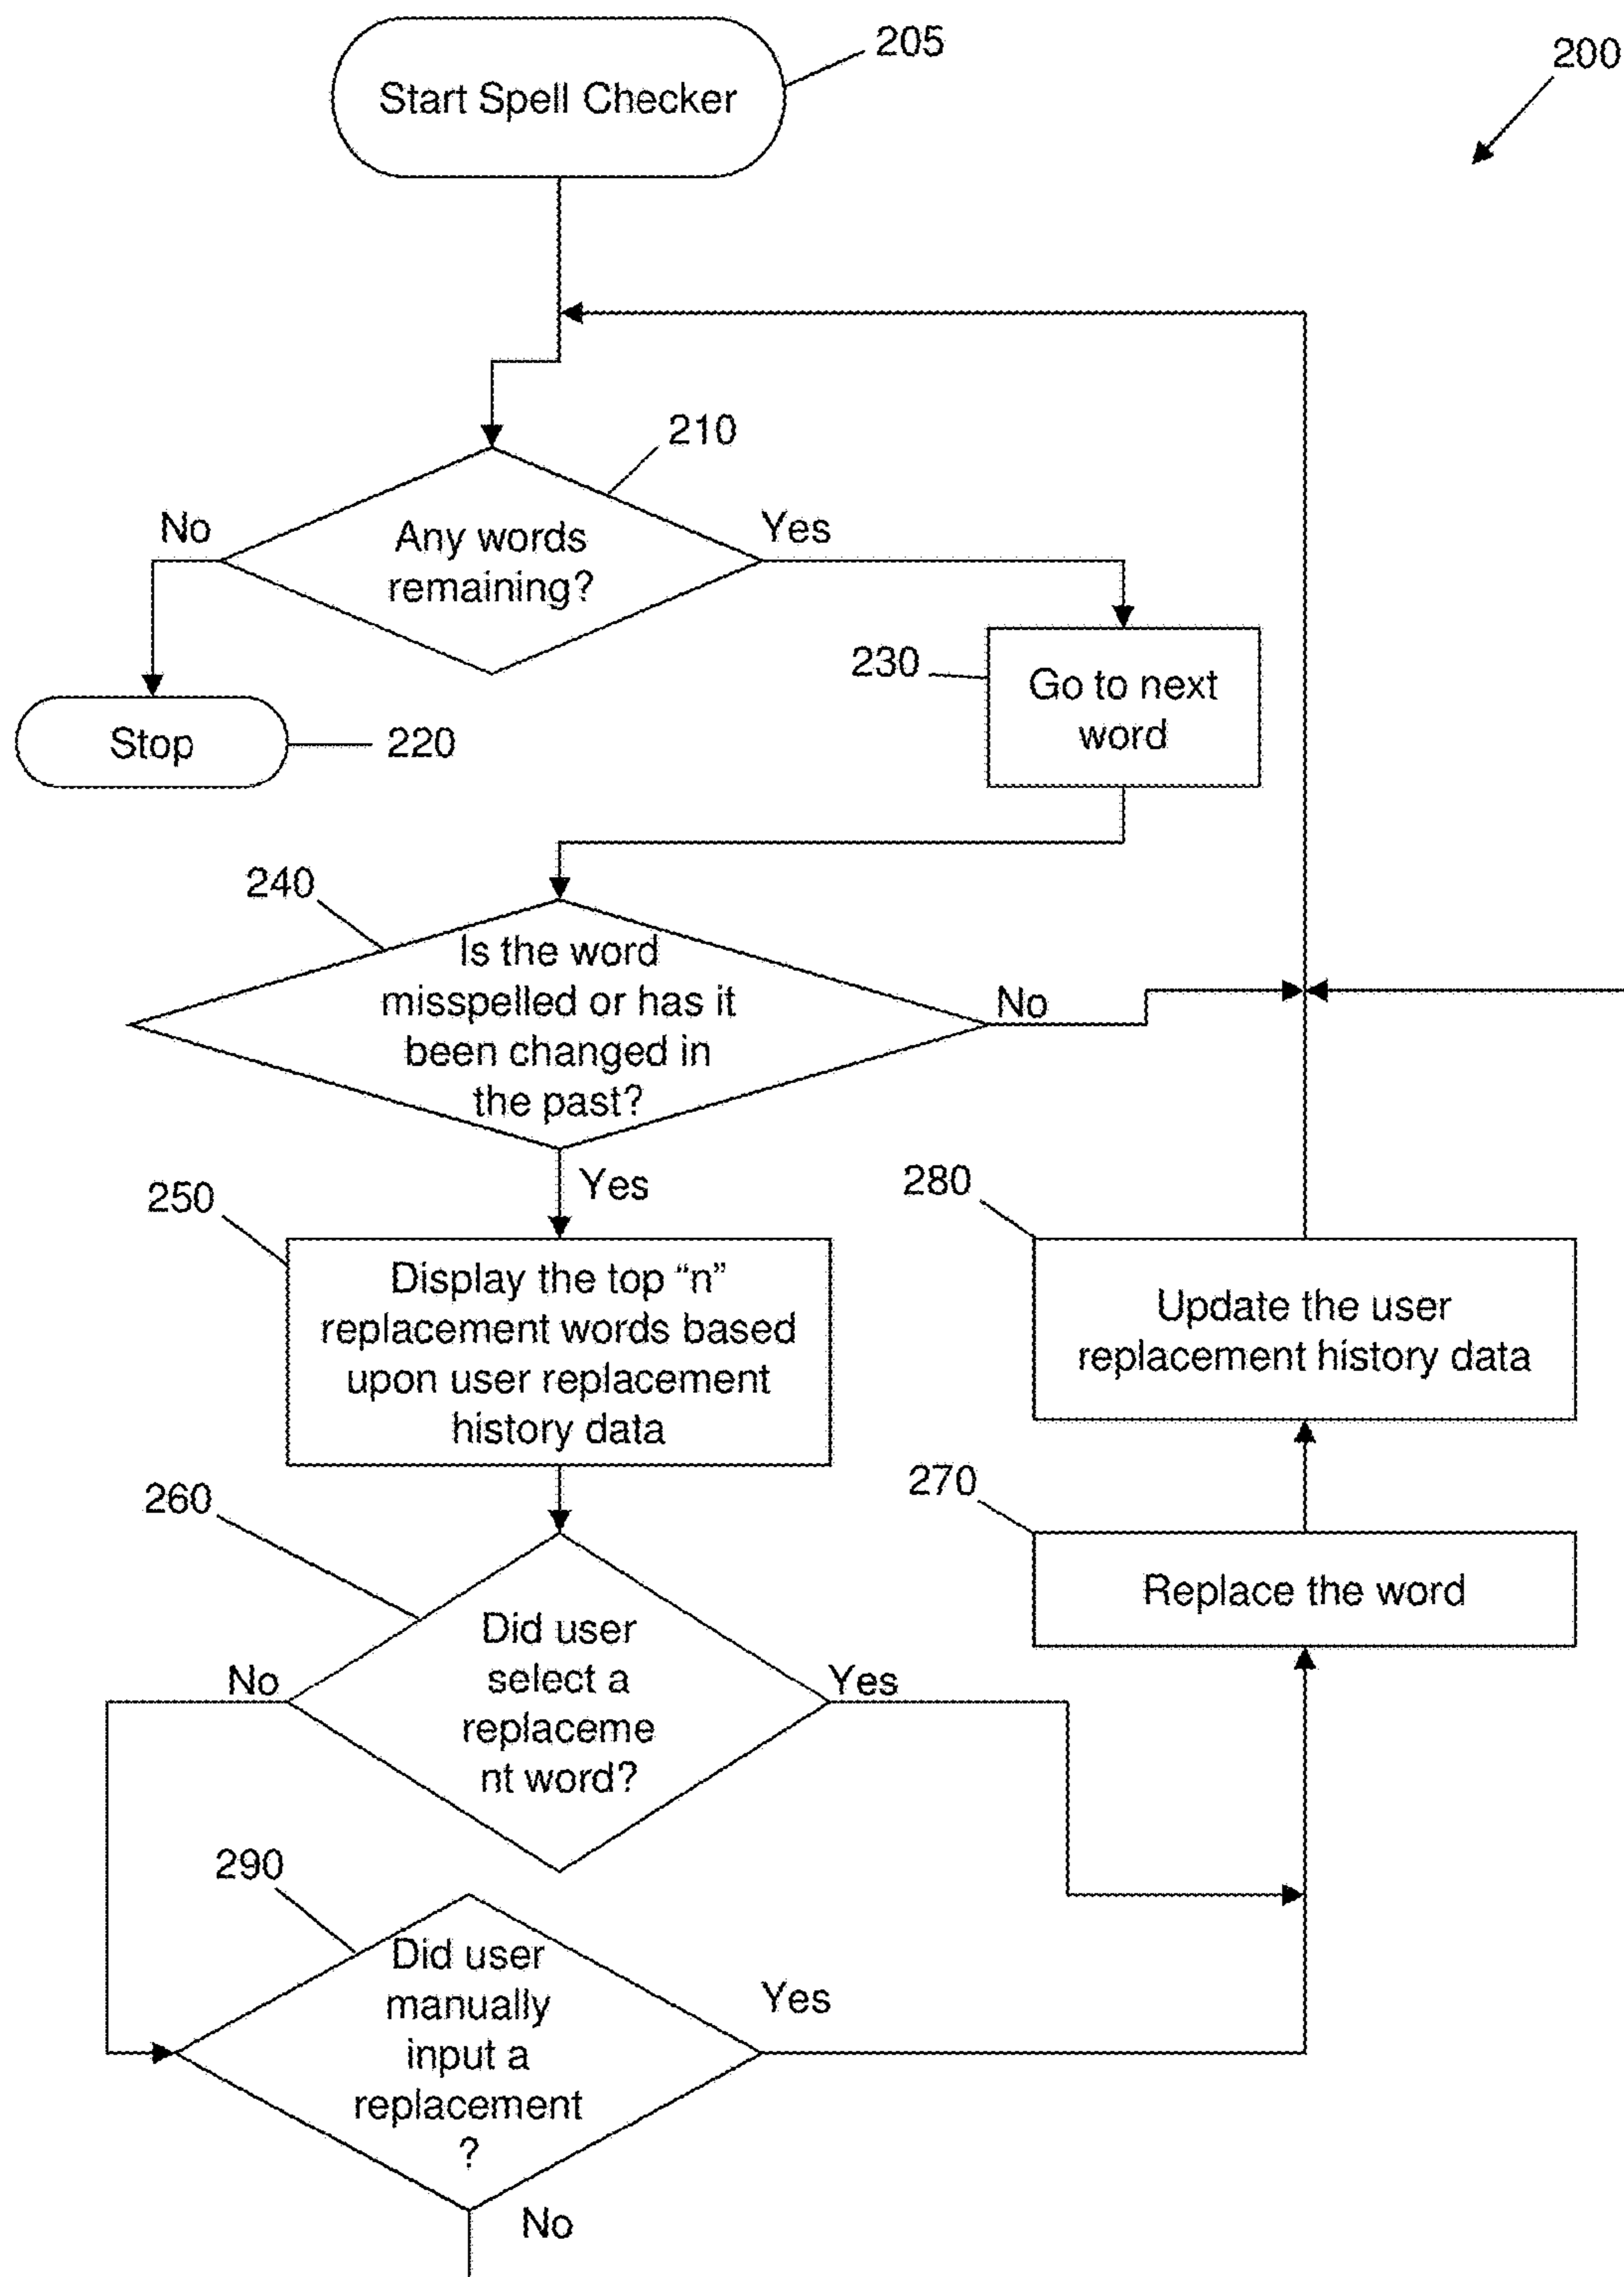 Start Spell Checker
205
200
210
No
Any words
remaining?
Yes
230
Go to next
word
Stop
220
240
Is the word
misspelled or has it
been changed in
the past?
No
Yes
250
Display the top “n”
replacement words based
upon user replacement
history data
280
Update the user
replacement history data
260
270
Replace the word
No
Did user
select a
replaceme
nt word?
Yes
290
Did user
manually
input a
replacement
?
Yes
No